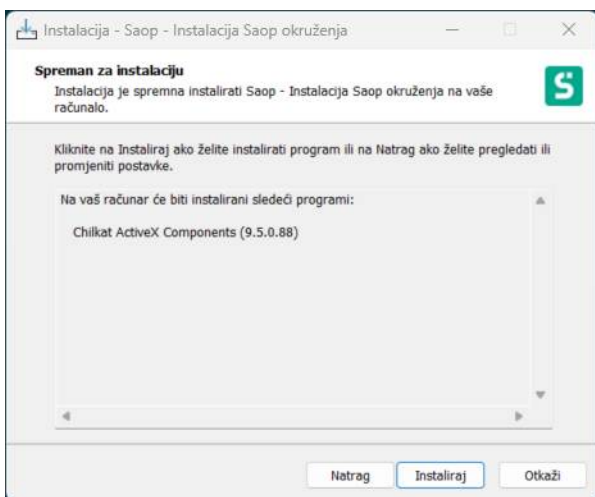 Instalacija - Saop - Instalacija Saop okruženja
Spreman za instalaciju
Instalacija je spremna instalirati Saop - Instalacija Saop okruženja na vaše
računalo.
S
Kliknite na Instaliraj ako želite instalirati program ili na Natrag ako želite pregledati ili
promjeniti postavke.
Na vaš računar će biti instalirani sledeći programi:
Chilkat ActiveX Components (9.5.0.88)
Natrag
Instaliraj
Otkaži